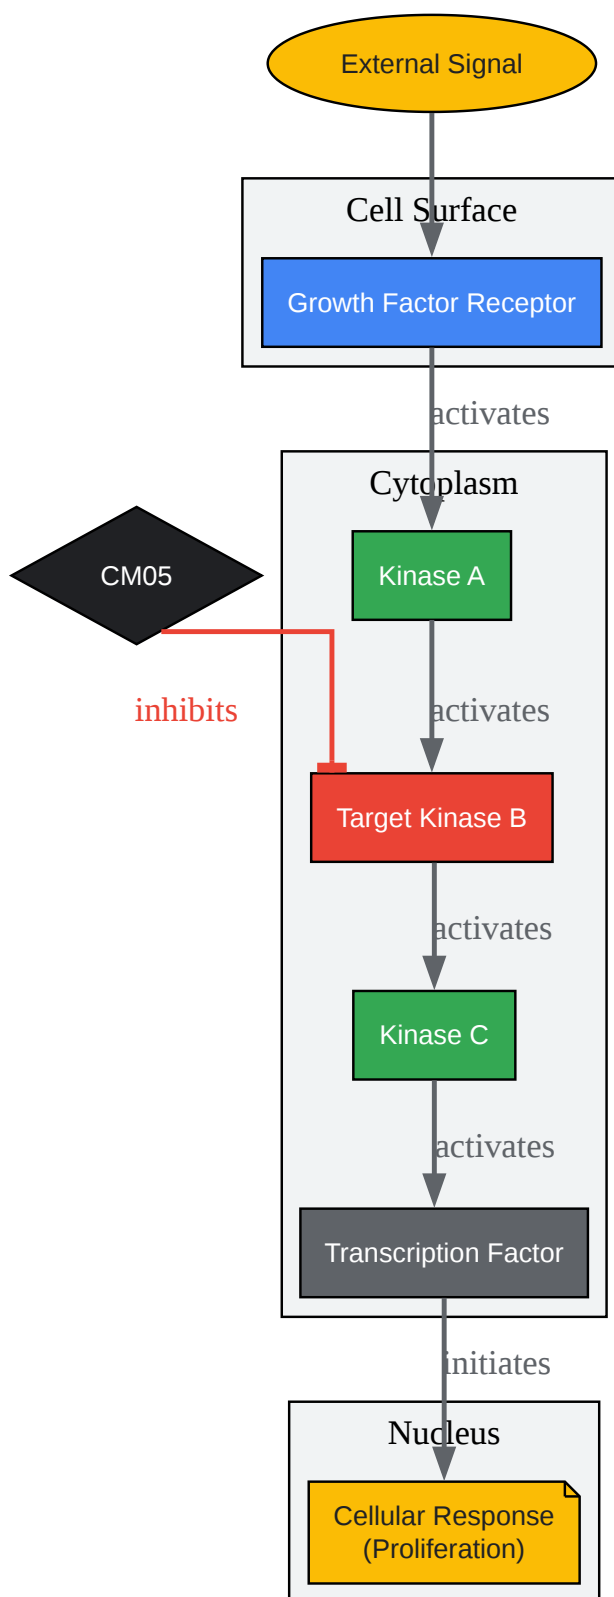 External Signal
Cell Surface
Growth Factor Receptor
activates
Cytoplasm
CM05
Kinase A
inhibits
activates
Target Kinase B
activates
Kinase C
activates
Transcription Factor
initiates
Nucleus
Cellular Response
(Proliferation)